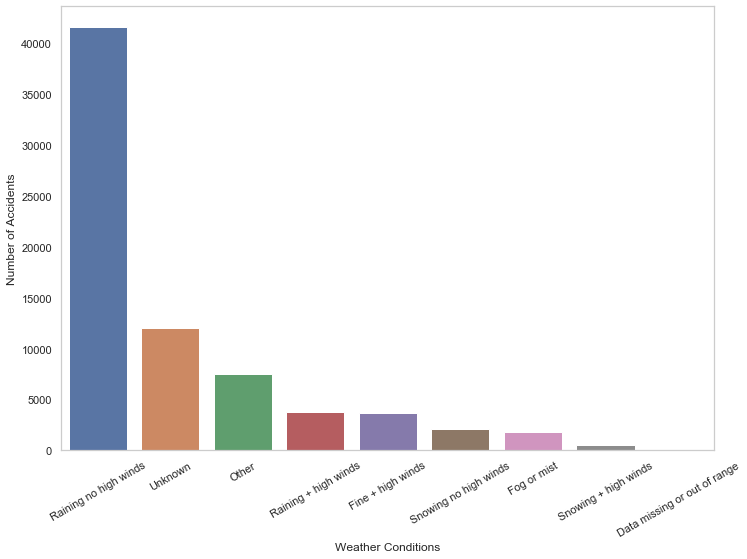 40000
35000
30000
25000
20000
15000
10000
5000
0
Number of Accidents
Raining no high winds
Unknown
Other
Raining + high winds
Fine + high winds
Snowing no high winds
Fog or mist
Snowing + high winds
Data missing or out of range
Weather Conditions